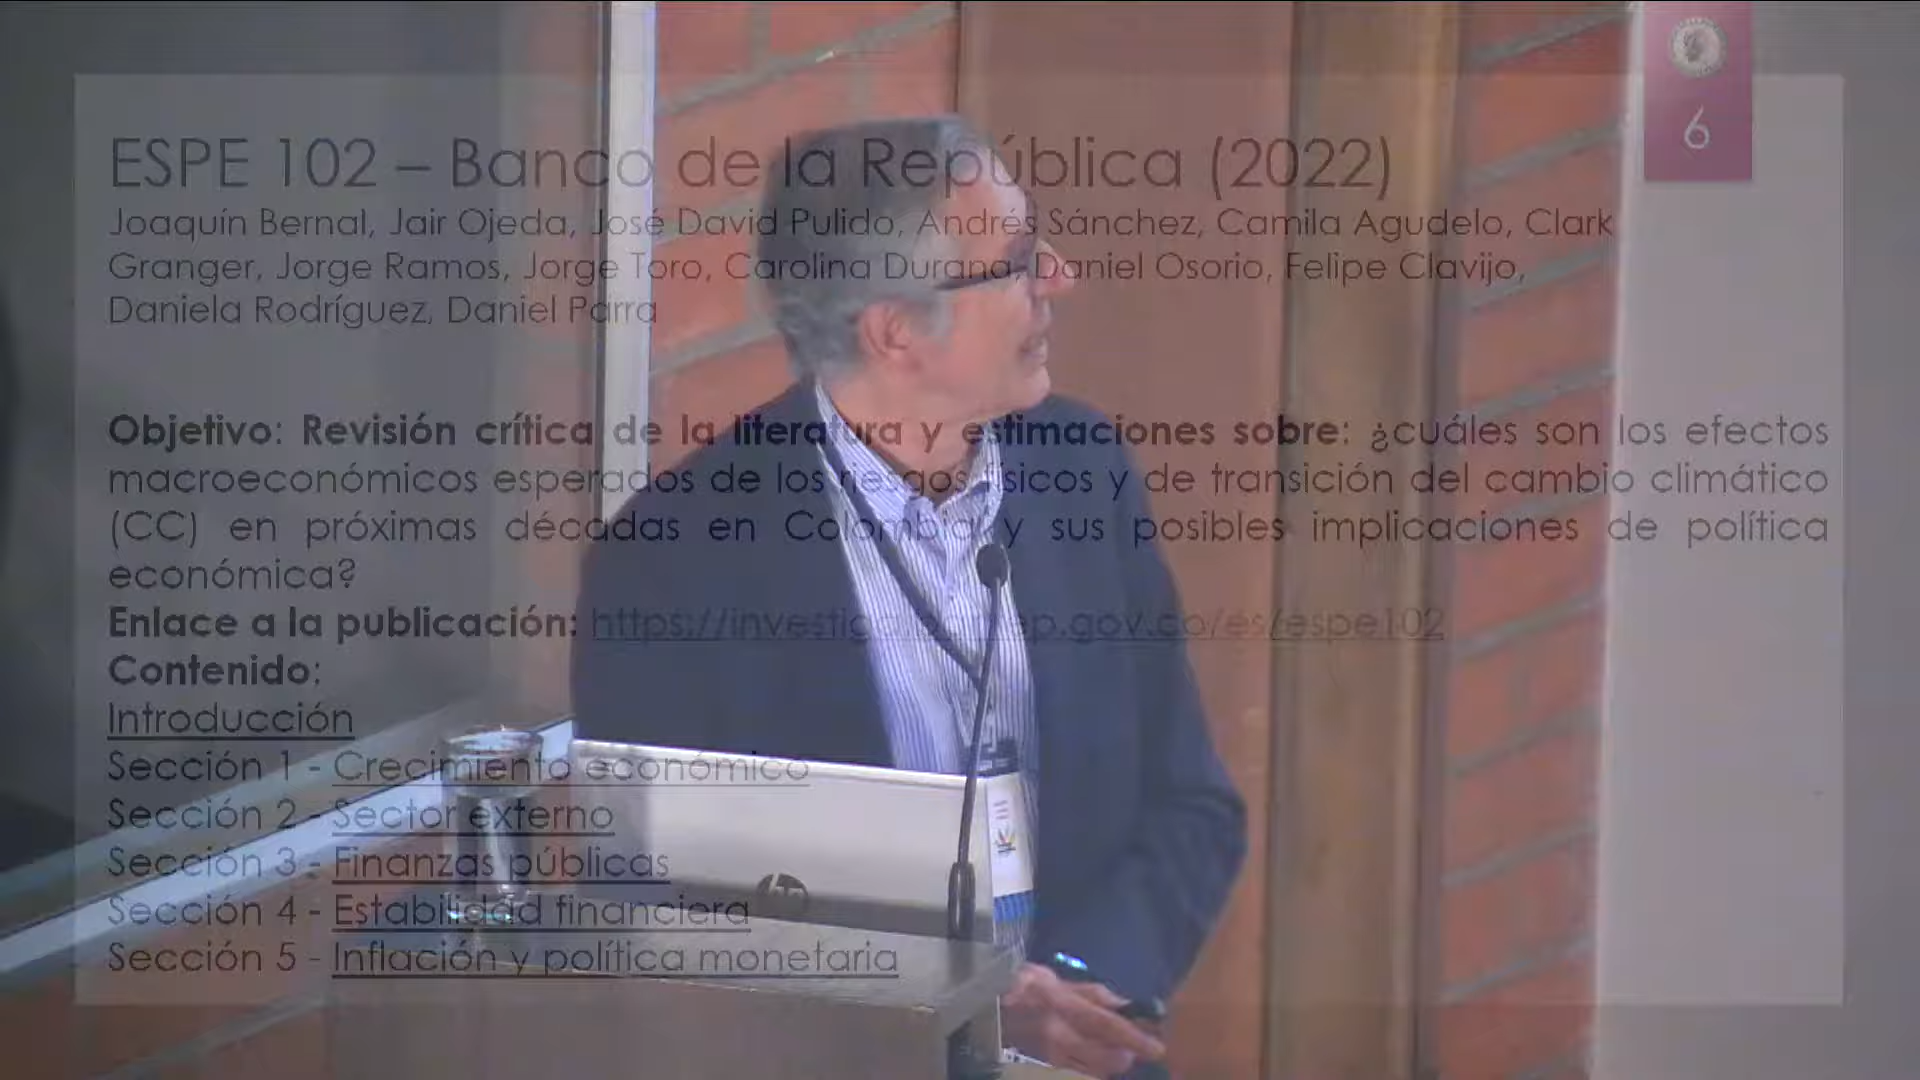 6
ESPE 102 – Banco de la República (2022)
Joaquín Bernal, Jair Ojeda, José David Pulido, Andrés Sánchez, Camila Agudelo, Clark
Granger, Jorge Ramos, Jorge Toro, Carolina Durana, Daniel Osorio, Felipe Clavijo,
Daniela Rodríguez, Daniel Parra
Objetivo: Revisión crítica de la literatura y estimaciones sobre: ¿cuáles son los efectos
macroeconómicos esperados de los riesgos físicos y de transición del cambio climático
(CC) en próximas décadas en Colombia y sus posibles implicaciones de política
económica?
Enlace a la publicación:
Contenido:
Introducción
Sección 1 - Crecimiento económico
Sección 2 - Sector externo
Sección 3 - Finanzas públicas
Sección 4 - Estabilidad financiera
Sección 5 - Inflación y política monetaria